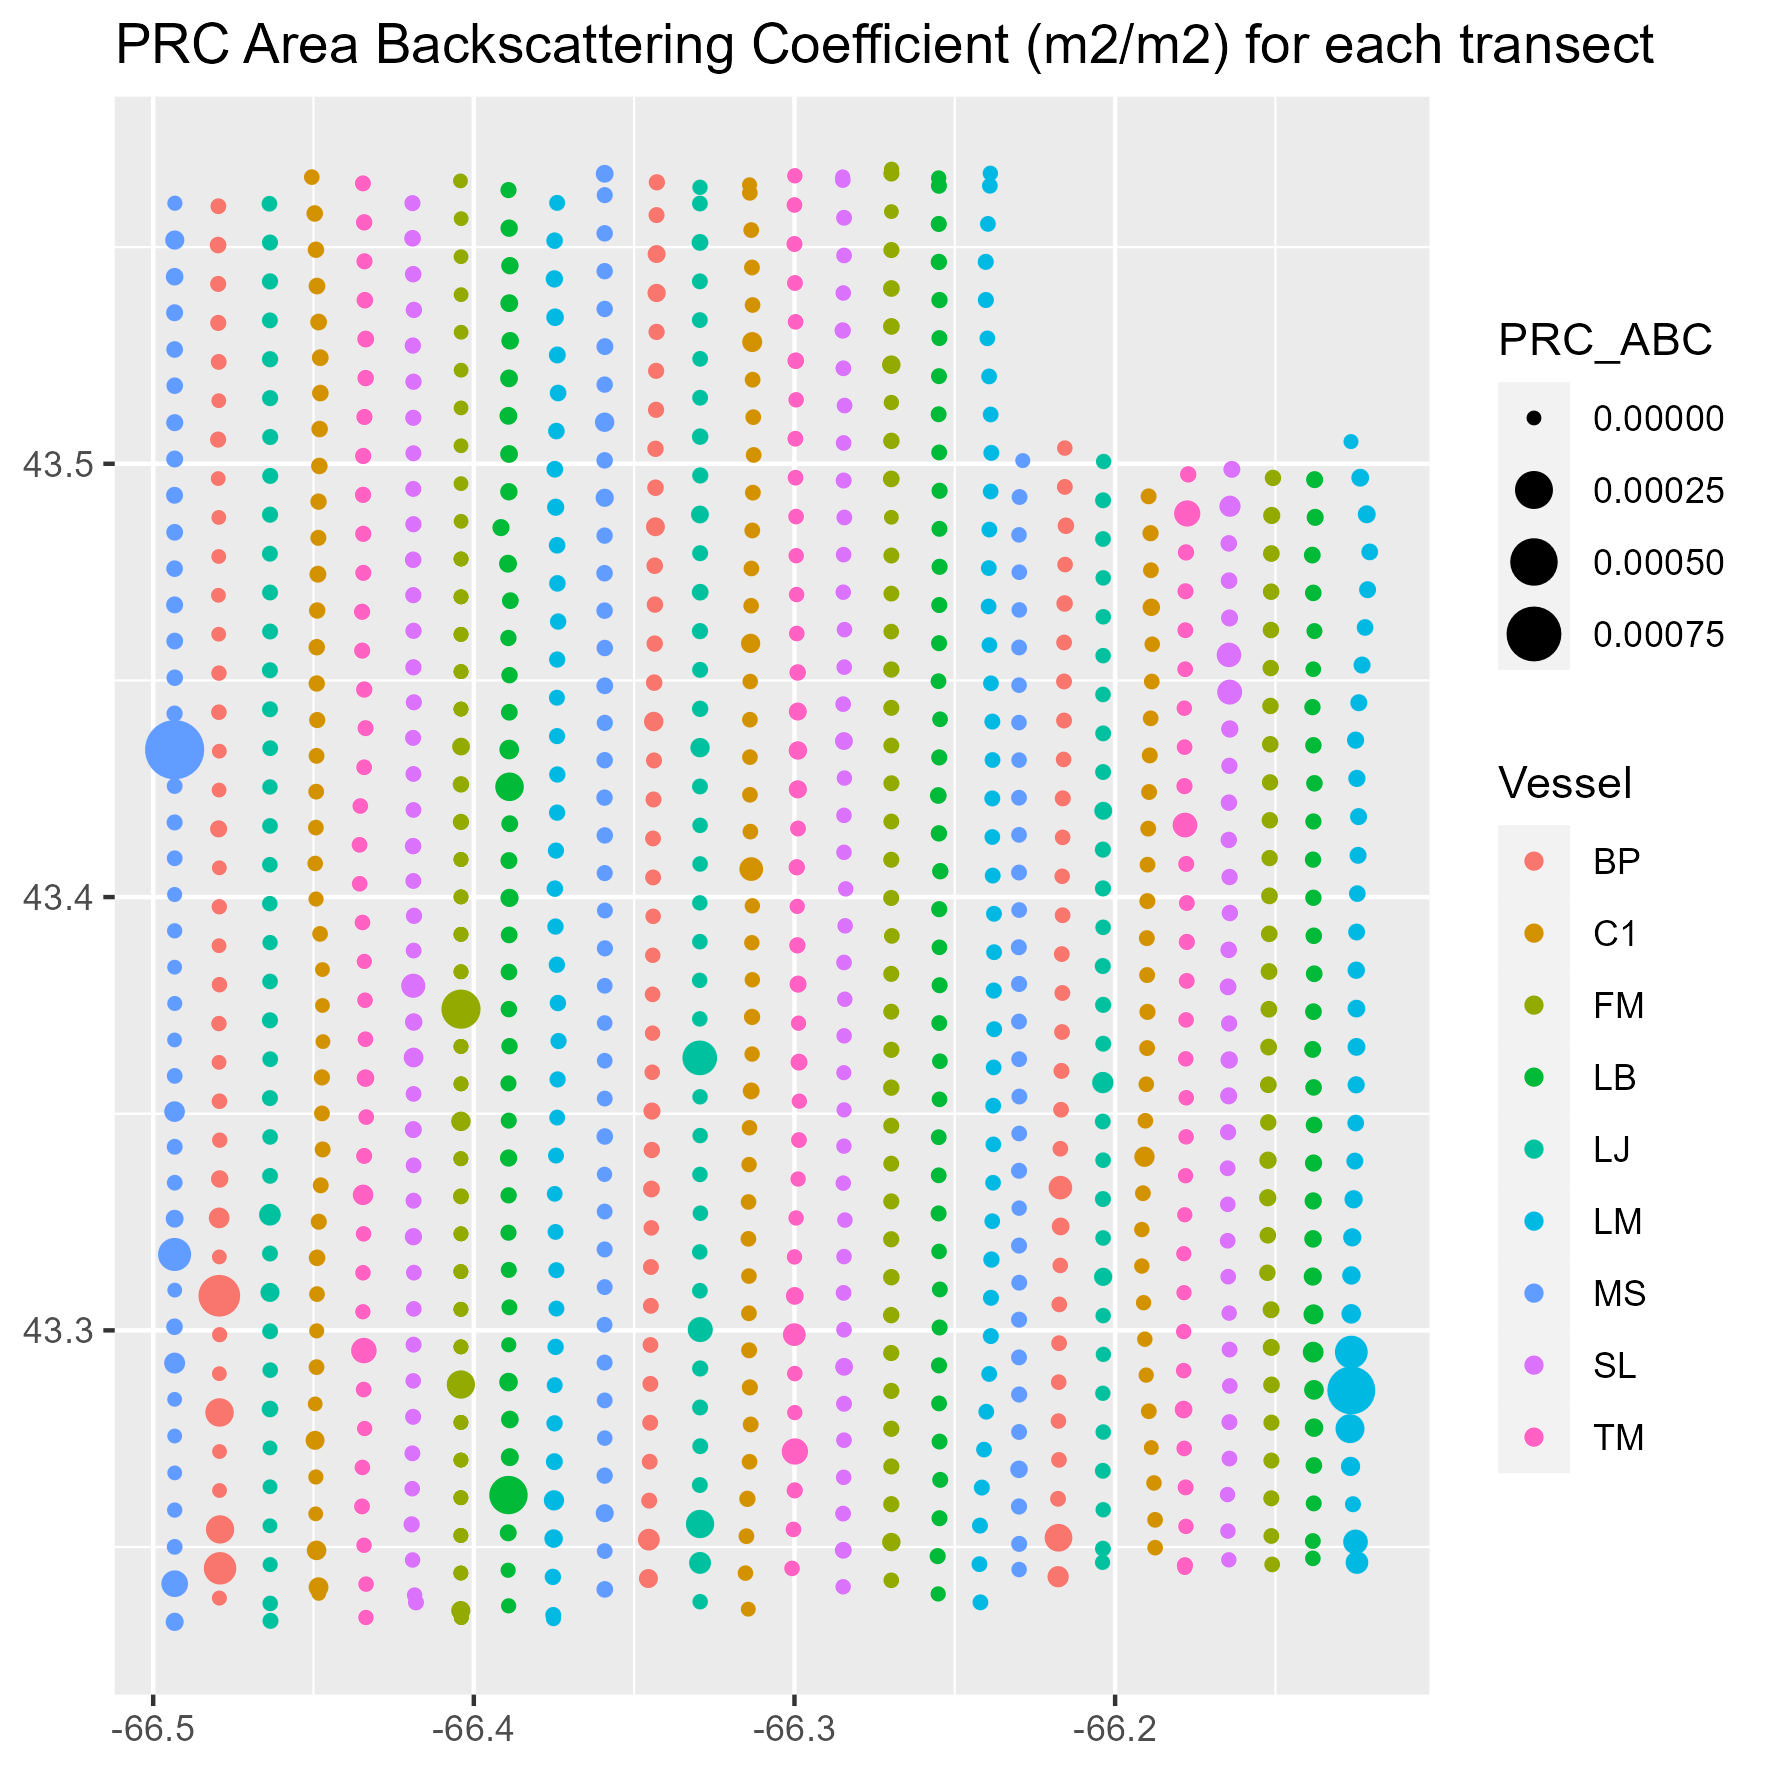 PRC Area Backscattering Coefficient (m2/m2) for each transect
43.5
43.4
43.3
-66.5
-66.4
-66.3
-66.2
PRC_ABC
0.00000
0.00025
0.00050
0.00075
Vessel
BP
C1
FM
LB
LJ
LM
MS
SL
TM